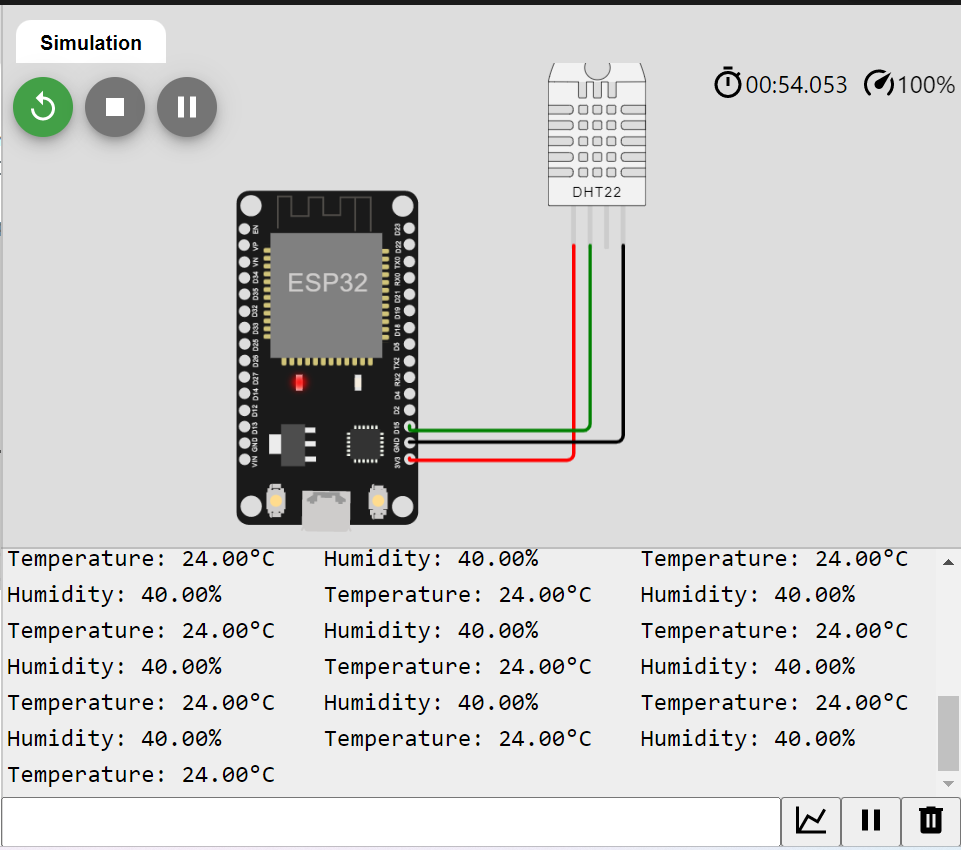 Simulation
00:54.053 100%
DHT22
ESP32
EN
VP
VN
D34
D35
D32
D33
D25
D26
D27
D14
D12
D13
GND
VIN
D23
D22
TX0
RX0
D21
D19
D18
D5
TX2
RX2
D4
D2
D15
GND
3V3
Temperature: 24.00°C Humidity: 40.00% Temperature: 24.00°C
Humidity: 40.00% Temperature: 24.00°C Humidity: 40.00%
Temperature: 24.00°C Humidity: 40.00% Temperature: 24.00°C
Humidity: 40.00% Temperature: 24.00°C Humidity: 40.00%
Temperature: 24.00°C Humidity: 40.00% Temperature: 24.00°C
Humidity: 40.00% Temperature: 24.00°C Humidity: 40.00%
Temperature: 24.00°C